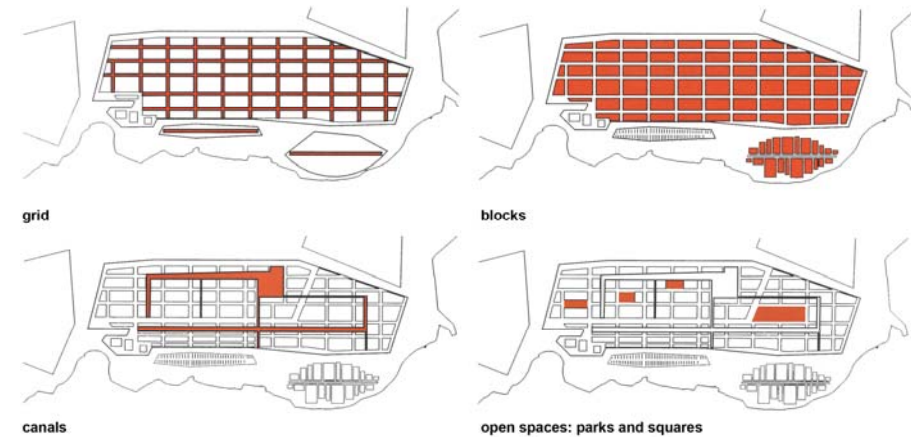 grid
blocks
canals
open spaces: parks and squares